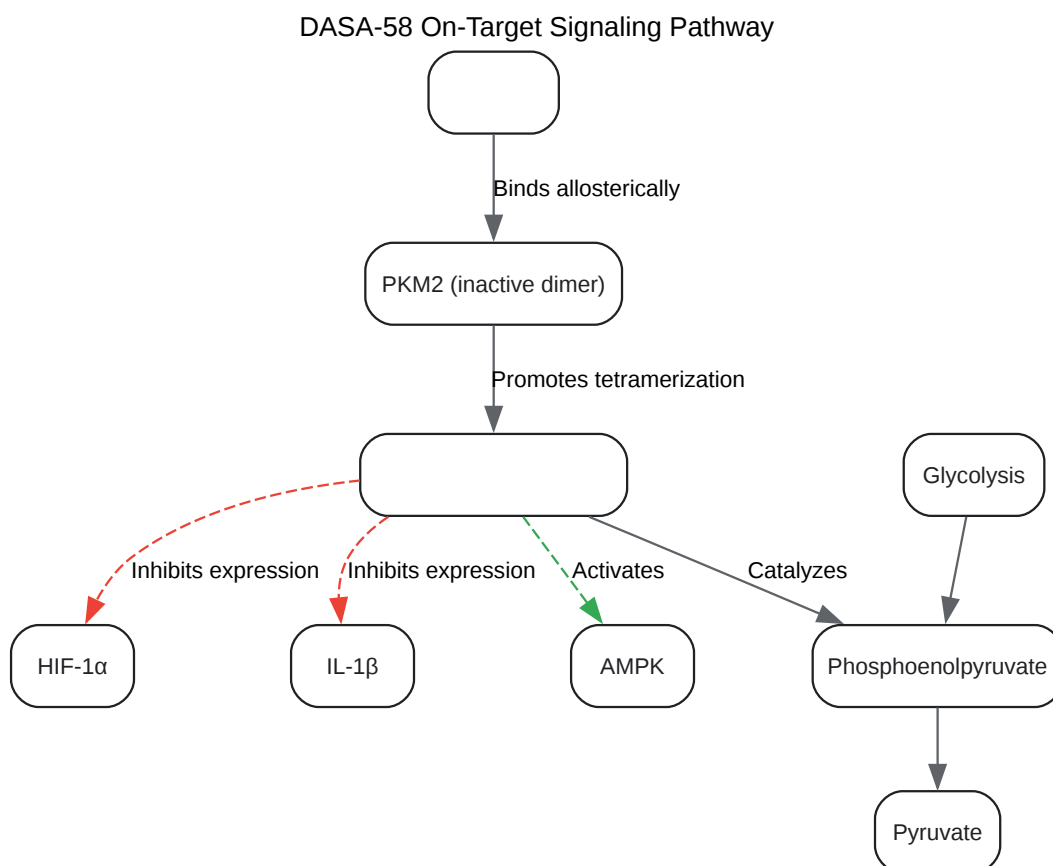 DASA-58 On-Target Signaling Pathway
Binds allosterically
PKM2 (inactive dimer)
Promotes tetramerization
Glycolysis
Inhibits expression
Inhibits expression
Activates
Catalyzes
HIF-1α
IL-1β
AMPK
Phosphoenolpyruvate
Pyruvate